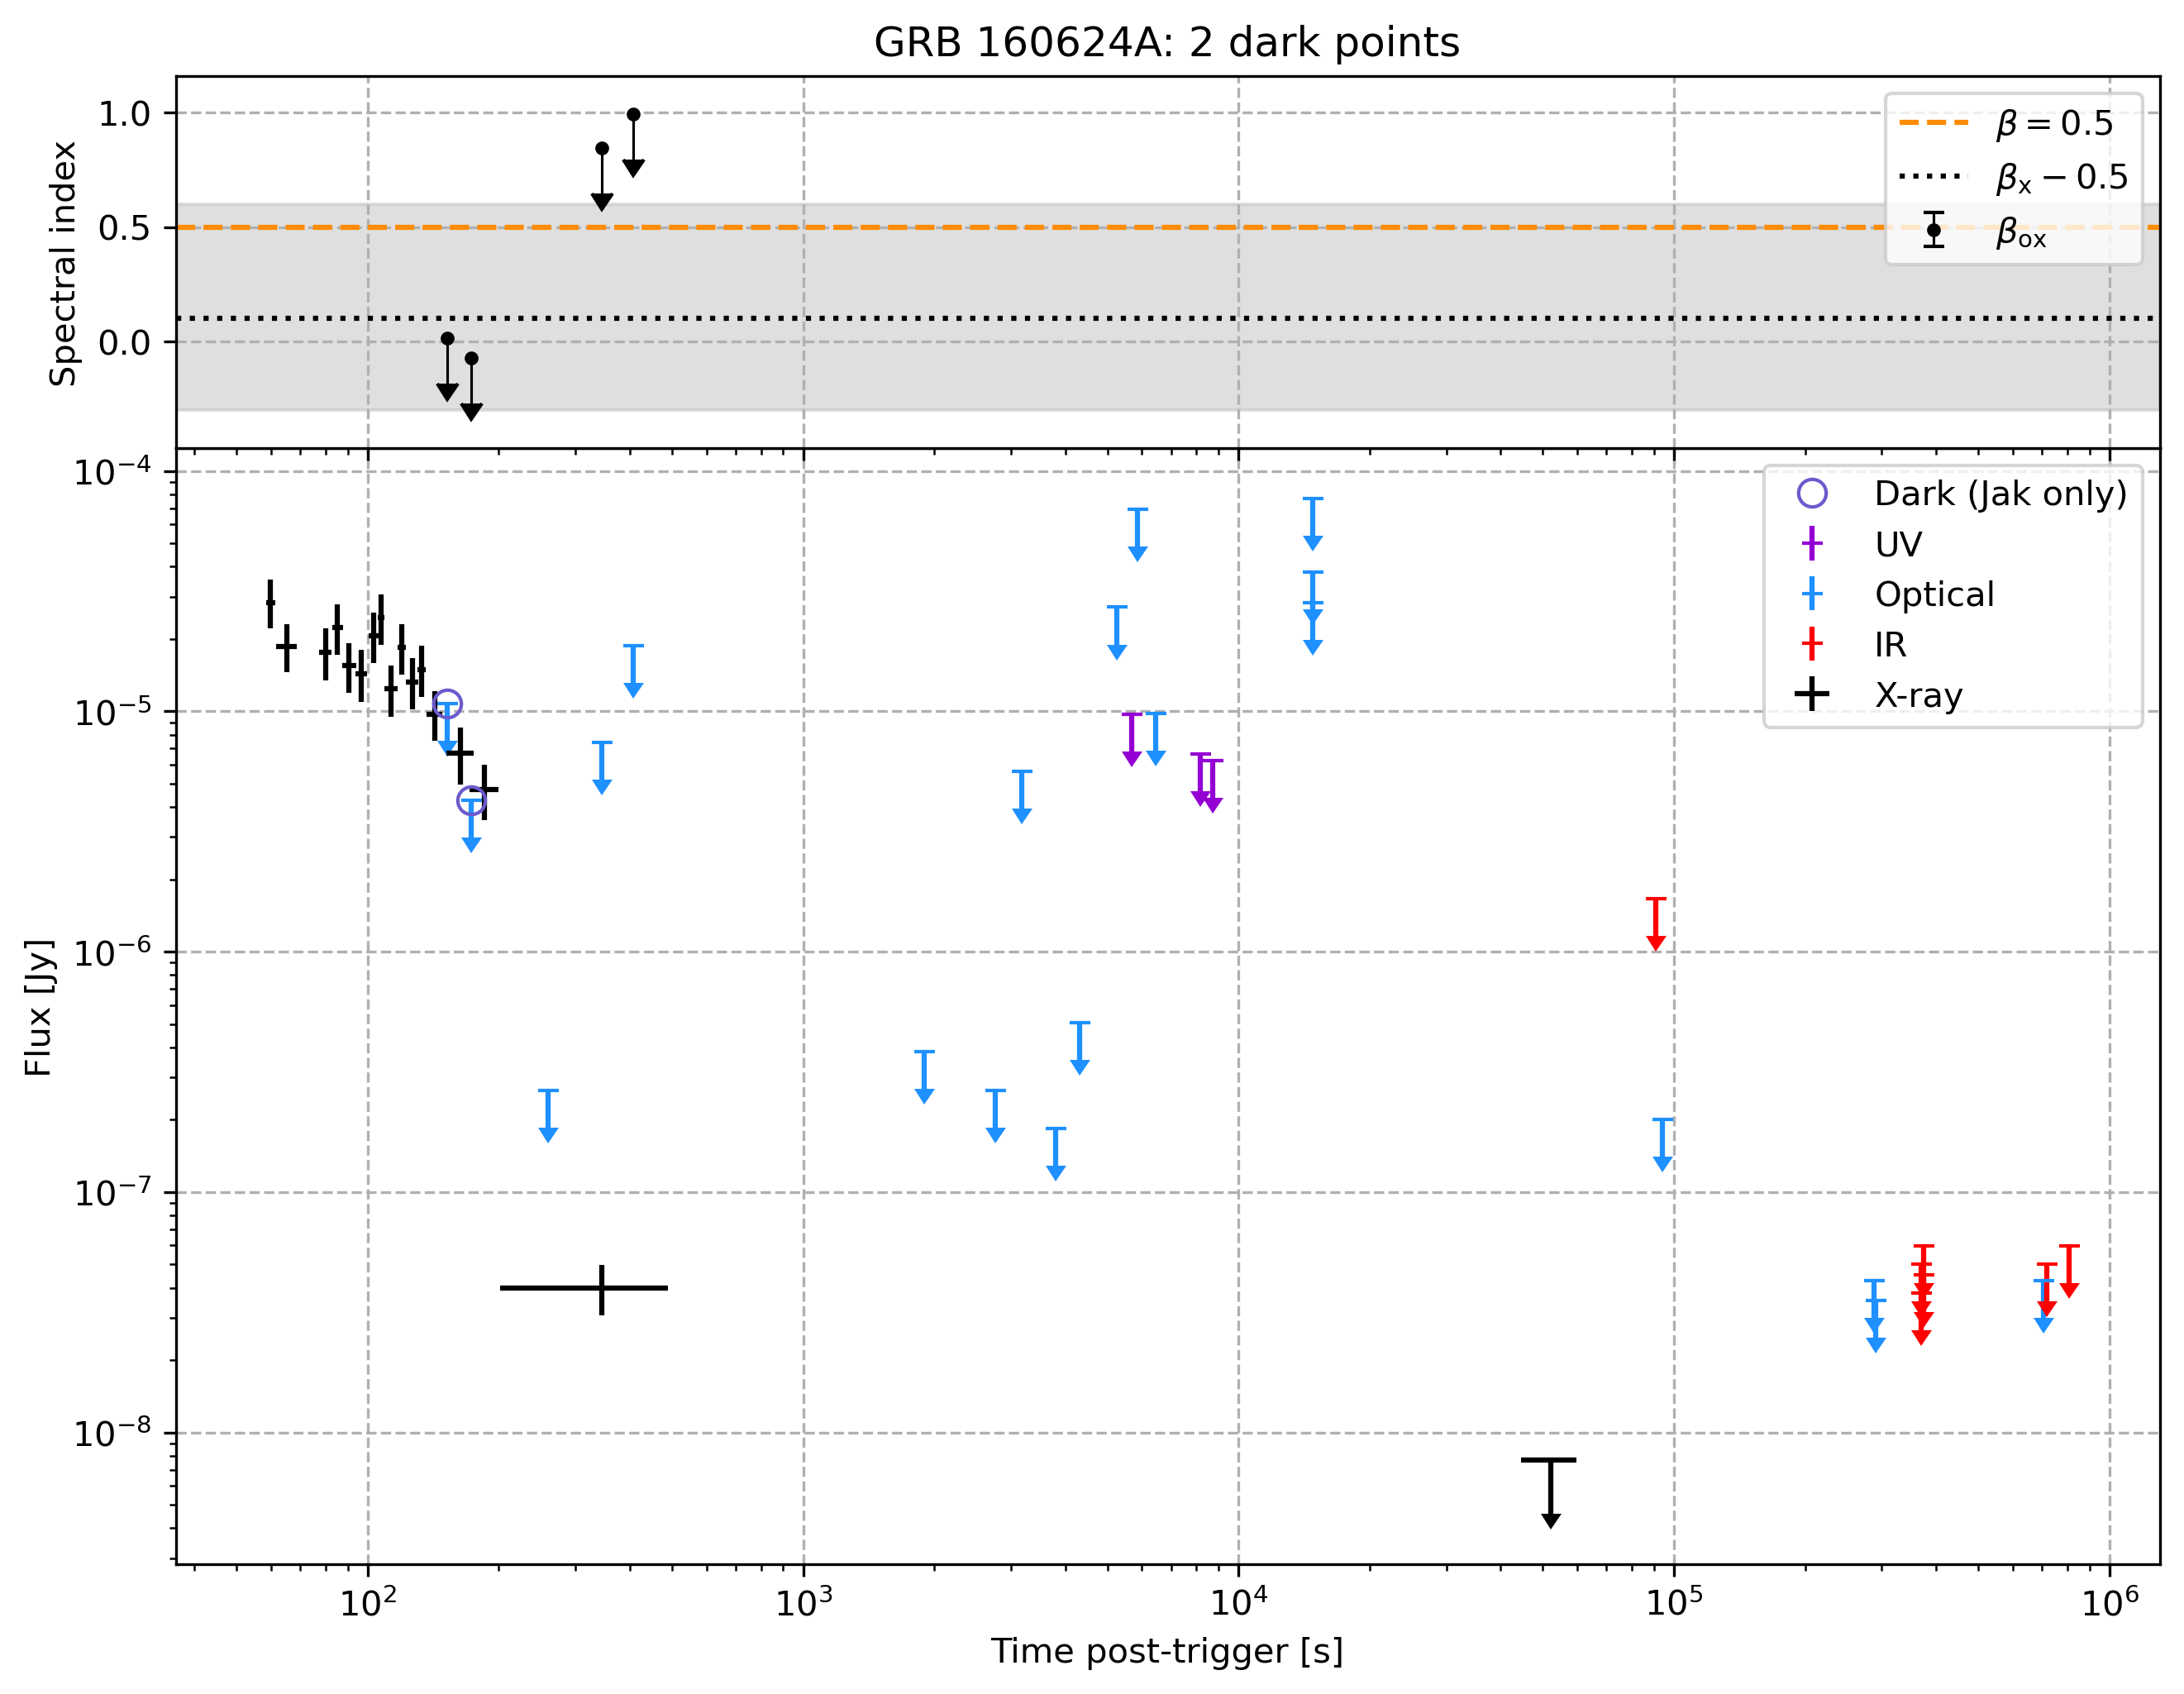 GRB 160624A: 2 dark points
Spectral index
1.0
0.5
0.0
β = 0.5
βₓ − 0.5
β_ox
Flux [Jy]
10⁻⁴
10⁻⁵
10⁻⁶
10⁻⁷
10⁻⁸
Dark (Jak only)
UV
Optical
IR
X-ray
10² 10³ 10⁴ 10⁵ 10⁶
Time post-trigger [s]